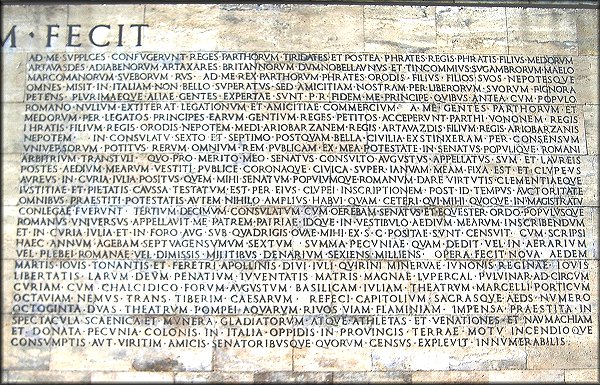 M · FECIT
AD · ME · SVPPLICES · CONFVGERVNT · REGES · PARTHORVM · TIRIDATES · ET · POSTEA · PHRATES · REGIS · PHRATIS · FILIVS · MEDORVM
ARTAVASDES · ADIABENORVM · ARTAXARES · BRITANNORVM · DVMNOBELLAVNVS · ET · TINCOMMIVS · SVGAMBRORVM · MAELO
MARCOMANORVM · SVEBORVM · RVS · AD · ME · REX · PARTHORVM · PHRATES · ORODIS · FILIVS · FILIOS · SVOS · NEPOTESQVE
OMNES · MISIT · IN · ITALIAM · NON · BELLO · SVPERATVS · SED · AMICITIAM · NOSTRAM · PER · LIBERORVM · SVORVM · PIGNORA
PETENS · PLVRIMAEQVE · ALIAE · GENTES · EXPERTAE · SVNT · P · R · FIDEM · ME · PRINCIPE · QVIBVS · ANTEA · CVM · POPVLO
ROMANO · NVLLVM · EXTITERAT · LEGATIONVM · ET · AMICITIAE · COMMERCIVM · A · ME · GENTES · PARTHORVM · ET
MEDORVM · PER · LEGATOS · PRINCIPES · EARVM · GENTIVM · REGES · PETITOS · ACCEPERVNT · PARTHI · VONONEM · REGIS
HRATIS · FILIVM · REGIS · ORODIS · NEPOTEM · MEDI · ARIOBARZANEM · REGIS · ARTAVAZDIS · FILIVM · REGIS · ARIOBARZANIS
NEPOTEM · IN · CONSVLATV · SEXTO · ET · SEPTIMO · POSTQVAM · BELLA · CIVILIA · EXSTINXERAM · PER · CONSENSVM
VNIVERSORVM · POTITVS · RERVM · OMNIVM · REM · PVBLICAM · EX · MEA · POTESTATE · IN · SENATVS · POPVLIQVE · ROMANI
ARBITRIVM · TRANSTVLI · QVO · PRO · MERITO · MEO · SENATVS · CONSVLTO · AVGVSTVS · APPELLATVS · SVM · ET · LAVREIS
POSTES · AEDIVM · MEARVM · VESTITI · PVBLICE · CORONAQVE · CIVICA · SVPER · IANVAM · MEAM · FIXA · EST · ET · CLVPEVS
AVREVS · IN · CVRIA · IVLIA · POSITVS · QVEM · MIHI · SENATVM · POPVLVMQVE · ROMANVM · DARE · VIRTVTIS · CLEMENTIAEQVE
IVSTITIAE · ET · PIETATIS · CAVSSA · TESTATVM · EST · PER · EIVS · CLVPEI · INSCRIPTIONEM · POST · ID · TEMPVS · AVCTORITATE
OMNIBVS · PRAESTITI · POTESTATIS · AVTEM · NIHILO · AMPLIVS · HABVI · QVAM · CETERI · QVI · MIHI · QVOQVE · IN · MAGISTRATV
CONLEGAE · FVERVNT · TERTIVM · DECIMVM · CONSVLATVM · CVM · GEREBAM · SENATVS · ET · EQVESTER · ORDO · POPVLVSQVE
ROMANVS · VNIVERSVS · APPELLAVIT · ME · PATREM · PATRIAE · IDQVE · IN · VESTIBVLO · AEDIVM · MEARVM · INSCRIBENDVM
ET · IN · CVRIA · IVLIA · ET · IN · FORO · AVG · SVB · QVADRIGIS · QVAE · MIHI · EX · S · C · POSITAE · SVNT · CENSVIT · CVM · SCRIPSI
HAEC · ANNVM · AGEBAM · SEPTVAGENSVMVM · SEXTVM · SVMMA · PECVNIAE · QVAM · DEDIT · VEL · IN · AERARIVM
VEL · PLEBEI · ROMANAE · VEL · DIMISSIS · MILITIBVS · DENARIVM · SEXIENS · MILLIENS · OPERA · FECIT · NOVA · AEDEM
MARTIS · IOVIS · TONANTIS · ET · FERETRI · APOLLINIS · DIVI · IVLI · QVIRINI · MINERVAE · IVNONIS · REGINAE · IOVIS
LIBERTATIS · LARVM · DEVM · PENATIVM · IVVENTATIS · MATRIS · MAGNAE · LVPERCAL · PVLVINAR · AD · CIRCVM
CVRIAM · CVM · CHALCIDICO · FORVM · AVGVSTVM · BASILICAM · IVLIAM · THEATRVM · MARCELLI · PORTICVM
OCTAVIAM · NEMVS · TRANS · TIBERIM · CAESARVM · REFECI · CAPITOLIVM · SACRASQVE · AEDS · NVMERO
OCTOGINTA · DVAS · THEATRVM · POMPEI · AQVARVM · RIVOS · VIAM · FLAMINIAM · IMPENSA · PRAESTITA · IN
SPECTACVLA · SCAENICA · ET · MVNERA · GLADIATORVM · ATQVE · ATHLETAS · ET · VENATIONES · ET · NAVMACHIAM
ET · DONATA · PECVNIA · COLONIS · IN · ITALIA · OPPIDIS · IN · PROVINCIS · TERRAE · MOTV · INCENDIOQVE
CONSVMPTIS · AVT · VIRITIM · AMICIS · SENATORIBVSQVE · QVORVM · CENSVS · EXPLEVIT · INNVMERABILIS ·